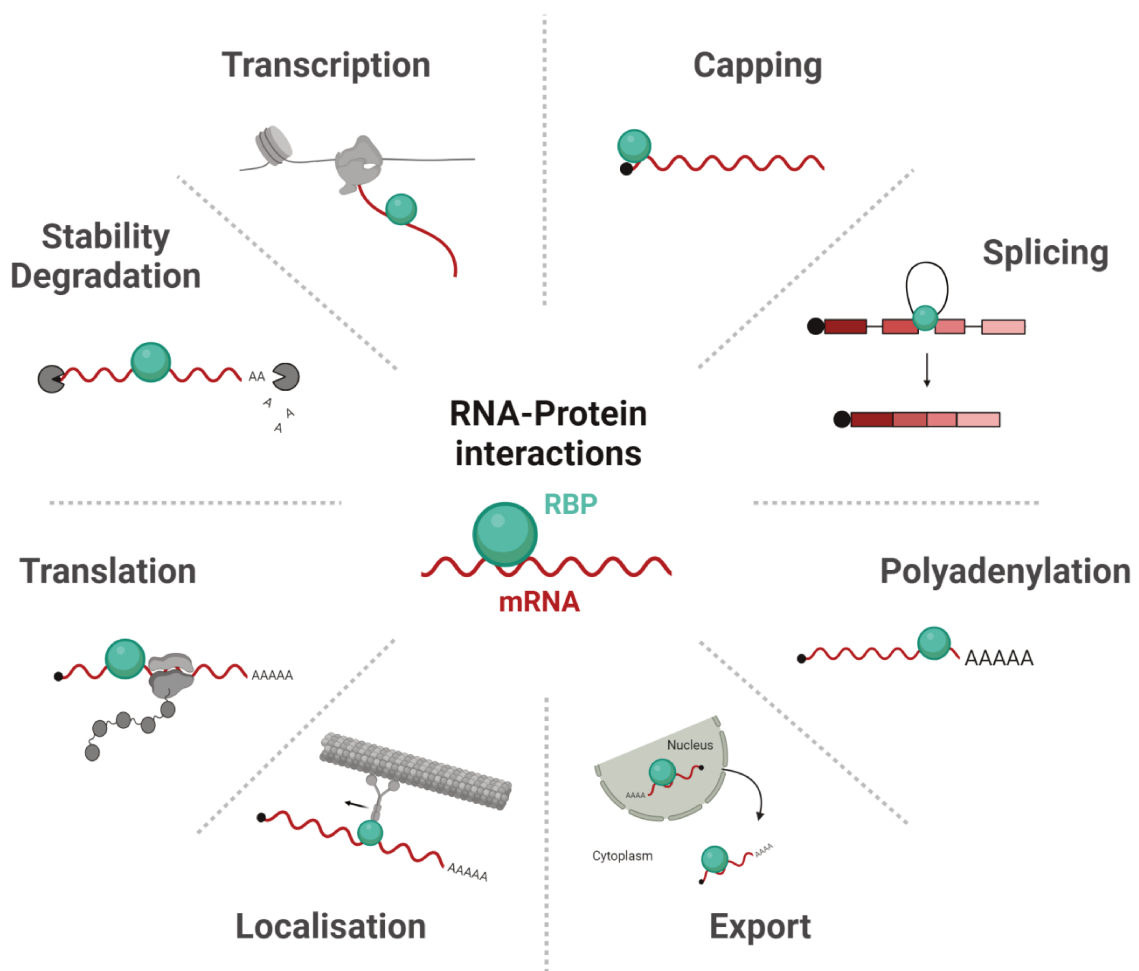 Transcription
Capping
Stability
Degradation
AA
A
A
A
Splicing
RNA-Protein
interactions
RBP
mRNA
Translation
AAAAA
Polyadenylation
AAAAA
Localisation
AAAAA
Nucleus
AAAA
Cytoplasm
AAAA
Export